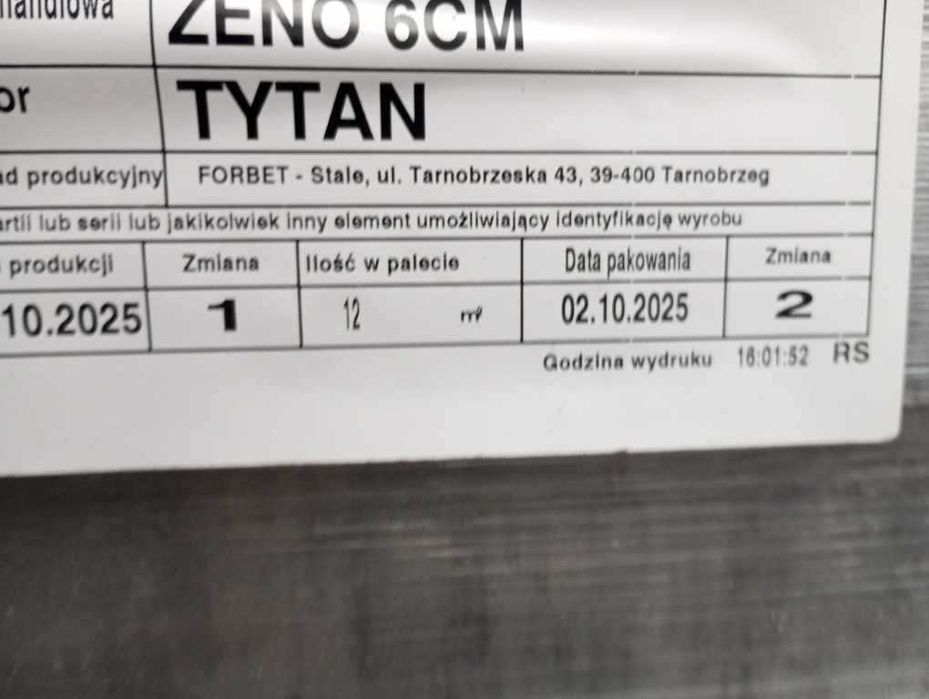 handlowa ZENO 6CM
or TYTAN
ad produkcyjny FORBET - Stale, ul. Tarnobrzeska 43, 39-400 Tarnobrzeg
artii lub serii lub jakikolwiek inny element umożliwiający identyfikację wyrobu
produkcji Zmiana Ilość w palecie Data pakowania Zmiana
10.2025 1 12 m² 02.10.2025 2
Godzina wydruku 16:01:52 RS